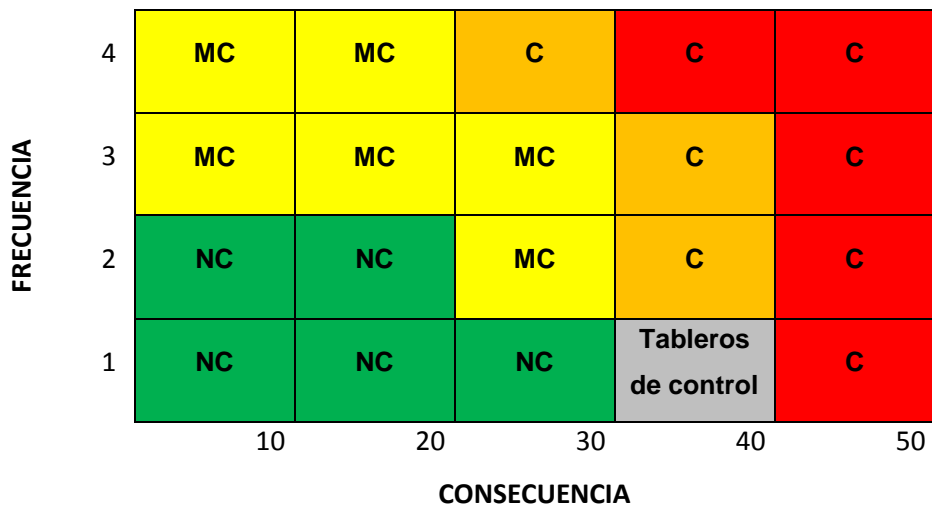 4 MC MC C C C
3 MC MC MC C C
FRECUENCIA
2 NC NC MC C C
1 NC NC NC Tableros de control C
10 20 30 40 50
CONSECUENCIA